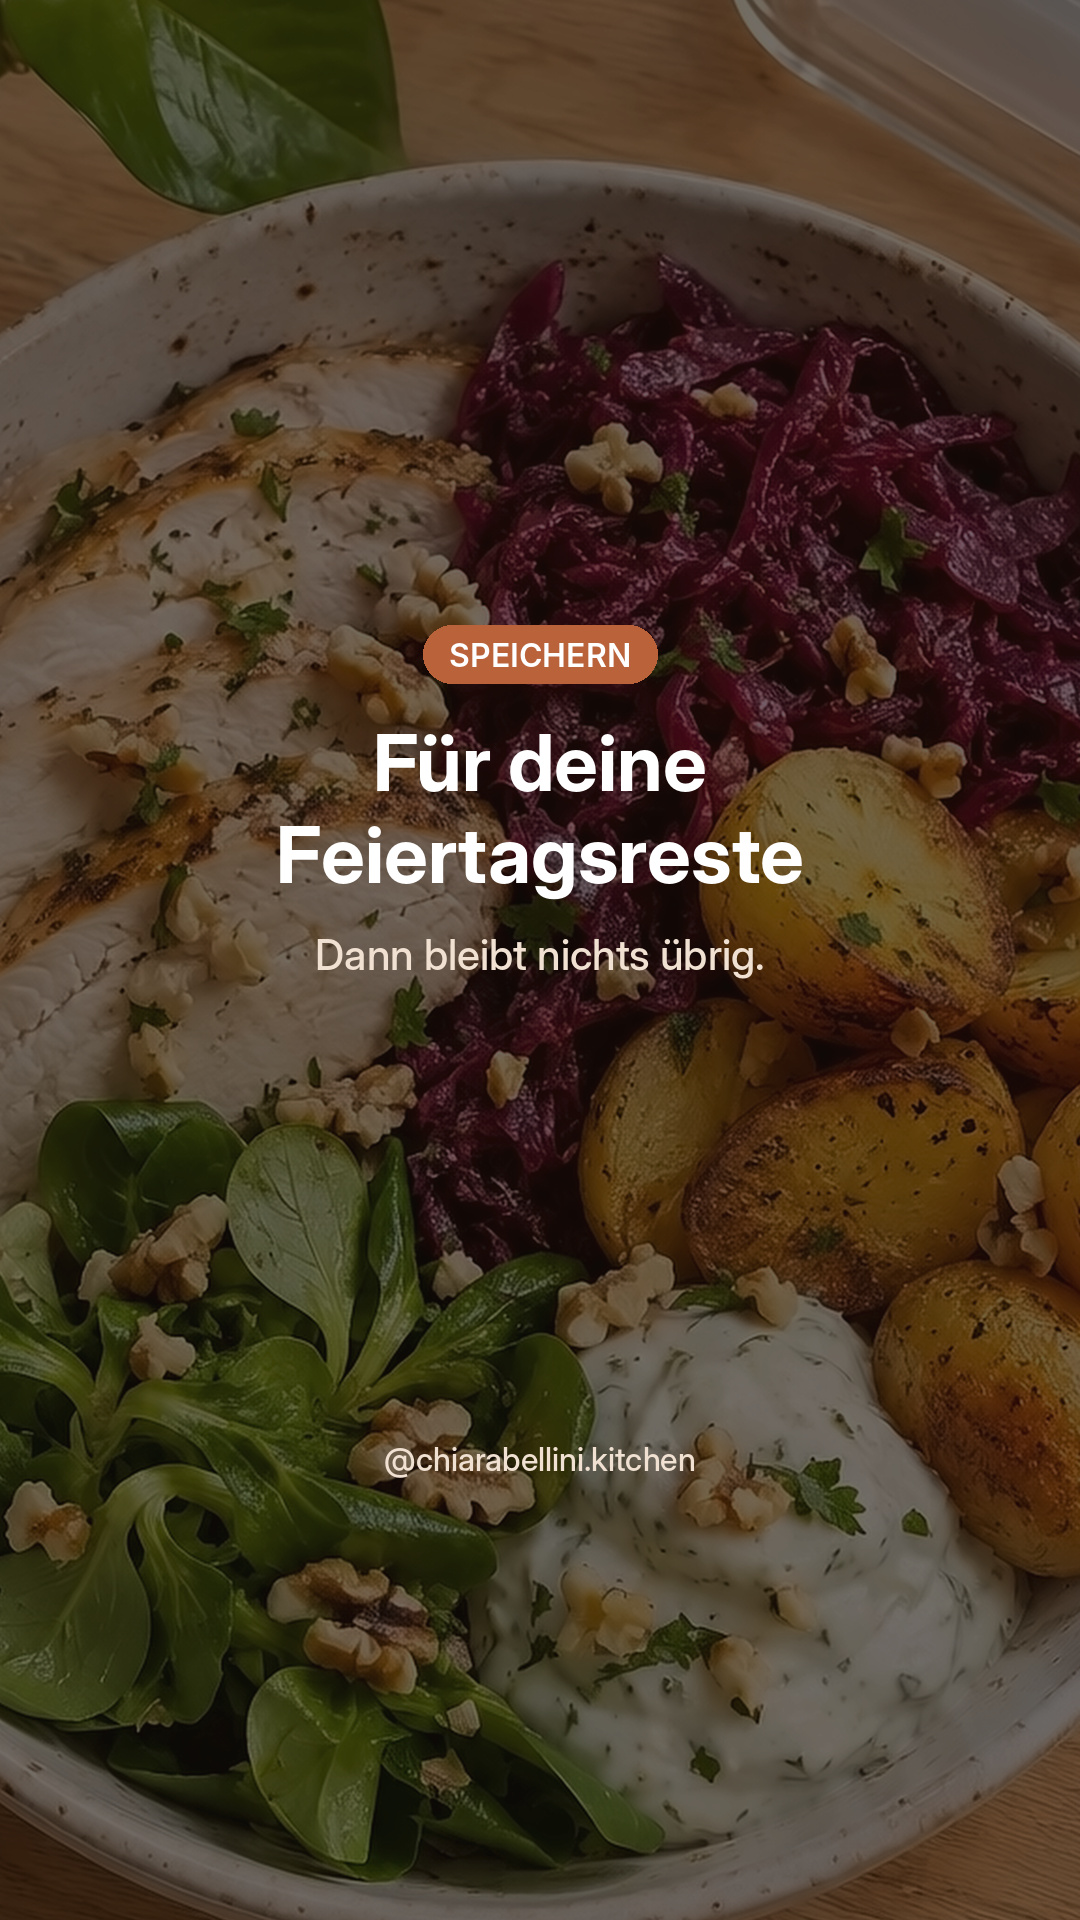 SPEICHERN
Für deine
Feiertagsreste
Dann bleibt nichts übrig.
@chiarabellini.kitchen